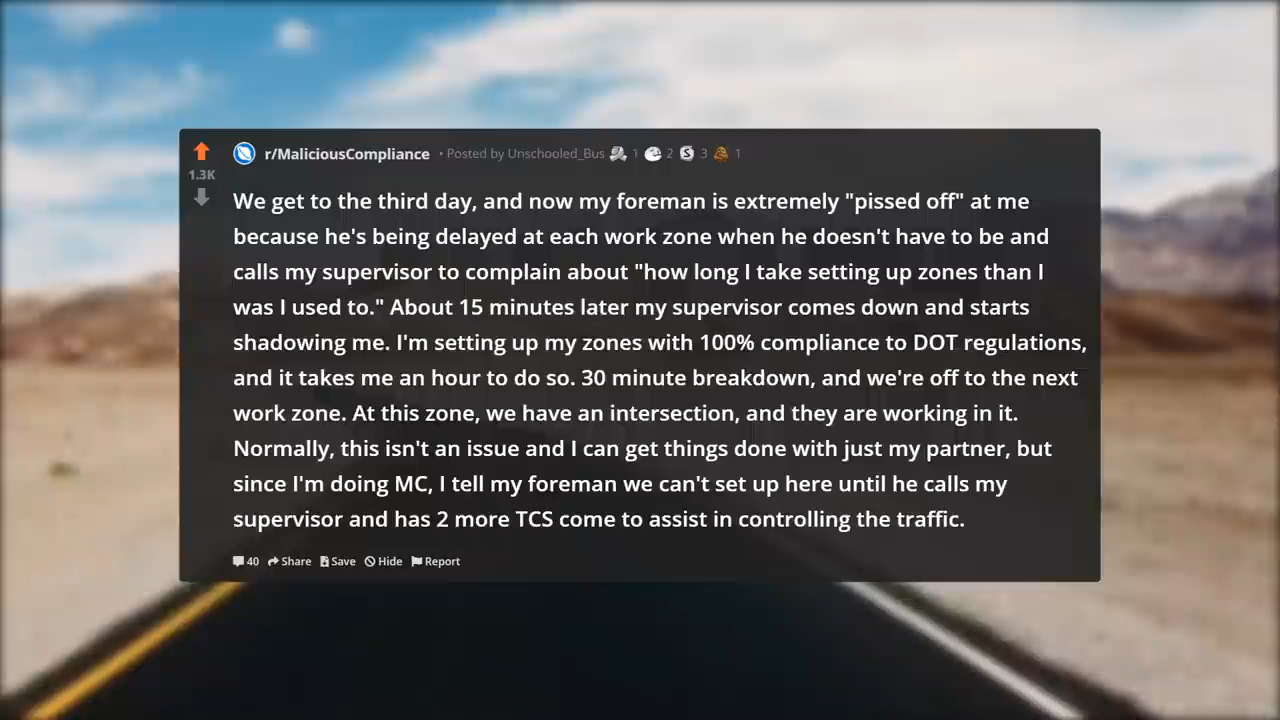 r/MaliciousCompliance • Posted by Unschooled_Bus 1 2 3 1
1.3K
We get to the third day, and now my foreman is extremely "pissed off" at me
because he's being delayed at each work zone when he doesn't have to be and
calls my supervisor to complain about "how long I take setting up zones than I
was I used to." About 15 minutes later my supervisor comes down and starts
shadowing me. I'm setting up my zones with 100% compliance to DOT regulations,
and it takes me an hour to do so. 30 minute breakdown, and we're off to the next
work zone. At this zone, we have an intersection, and they are working in it.
Normally, this isn't an issue and I can get things done with just my partner, but
since I'm doing MC, I tell my foreman we can't set up here until he calls my
supervisor and has 2 more TCS come to assist in controlling the traffic.
40 Share Save Hide Report